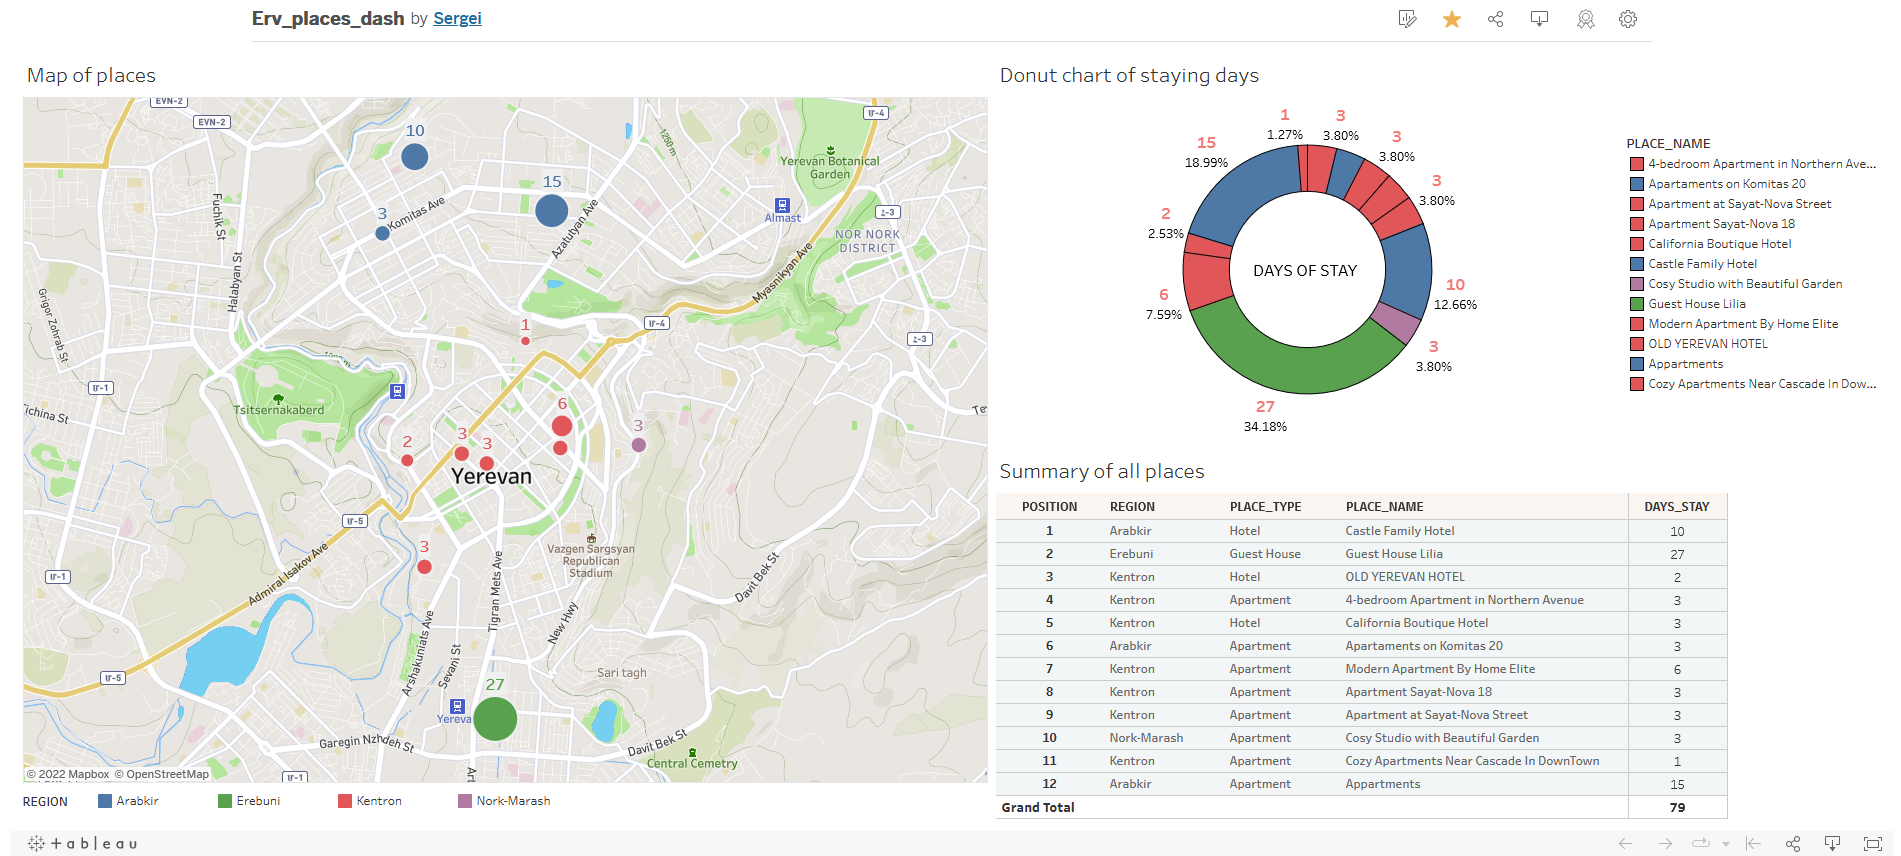 Erv_places_dash by Sergei
Map of places
EVN-2
EVN-2
Մ-4
10
Yerevan Botanical
Garden
15
Fuchik St
1250 m
3
Komitas Ave
Azatutyan Ave
Almast
Հ-3
NOR NORK
DISTRICT
Halabyan St
Myasnikyan Ave
Grigor Zohrab St
1
Մ-4
Հ-3
Մ-1
Tsitsernakaberd
6
3
2
3
3
Yerevan
Մ-5
3
Vazgen Sargsyan
Republican
Stadium
Մ-1
Admiral Isakov Ave
Tigran Mets Ave
Davit Bek St
New Hwy
Arshakuniats Ave
Sevani St
Sari tagh
Մ-5
27
Garegin Nzhdeh St
Davit Bek St
Central Cemetry
© 2022 Mapbox © OpenStreetMap
Մ-1
REGION
Arabkir
Erebuni
Kentron
Nork-Marash
Donut chart of staying days
1
1.27%
3
3.80%
3
3.80%
3
3.80%
10
12.66%
3
3.80%
27
34.18%
6
7.59%
2
2.53%
15
18.99%
DAYS OF STAY
PLACE_NAME
4-bedroom Apartment in Northern Ave...
Apartaments on Komitas 20
Apartment at Sayat-Nova Street
Apartment Sayat-Nova 18
California Boutique Hotel
Castle Family Hotel
Cosy Studio with Beautiful Garden
Guest House Lilia
Modern Apartment By Home Elite
OLD YEREVAN HOTEL
Appartments
Cozy Apartments Near Cascade In Dow...
Summary of all places
POSITION REGION PLACE_TYPE PLACE_NAME DAYS_STAY
1 Arabkir Hotel Castle Family Hotel 10
2 Erebuni Guest House Guest House Lilia 27
3 Kentron Hotel OLD YEREVAN HOTEL 2
4 Kentron Apartment 4-bedroom Apartment in Northern Avenue 3
5 Kentron Hotel California Boutique Hotel 3
6 Arabkir Apartment Apartaments on Komitas 20 3
7 Kentron Apartment Modern Apartment By Home Elite 6
8 Kentron Apartment Apartment Sayat-Nova 18 3
9 Kentron Apartment Apartment at Sayat-Nova Street 3
10 Nork-Marash Apartment Cosy Studio with Beautiful Garden 3
11 Kentron Apartment Cozy Apartments Near Cascade In DownTown 1
12 Arabkir Apartment Appartments 15
Grand Total 79
+ableau